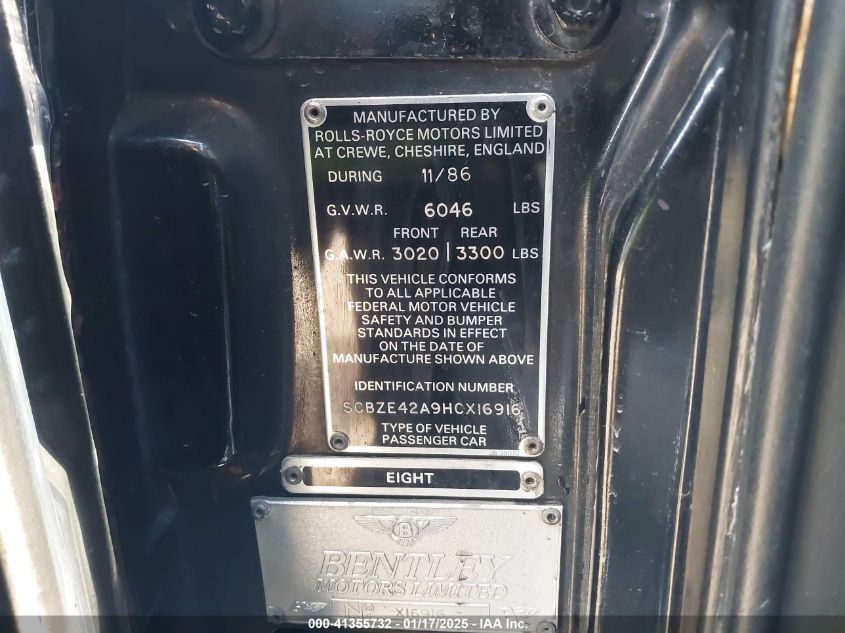 MANUFACTURED BY
ROLLS-ROYCE MOTORS LIMITED
AT CREWE, CHESHIRE, ENGLAND
DURING 11/86
G.V.W.R. 6046 LBS
FRONT REAR
G.A.W.R. 3020 | 3300 LBS
THIS VEHICLE CONFORMS
TO ALL APPLICABLE
FEDERAL MOTOR VEHICLE
SAFETY AND BUMPER
STANDARDS IN EFFECT
ON THE DATE OF
MANUFACTURE SHOWN ABOVE
IDENTIFICATION NUMBER
SCBZE42A9HCX16916
TYPE OF VEHICLE
PASSENGER CAR
EIGHT
B
BENTLEY
MOTORS LIMITED
No X16916
000-41355732 - 01/17/2025 - IAA